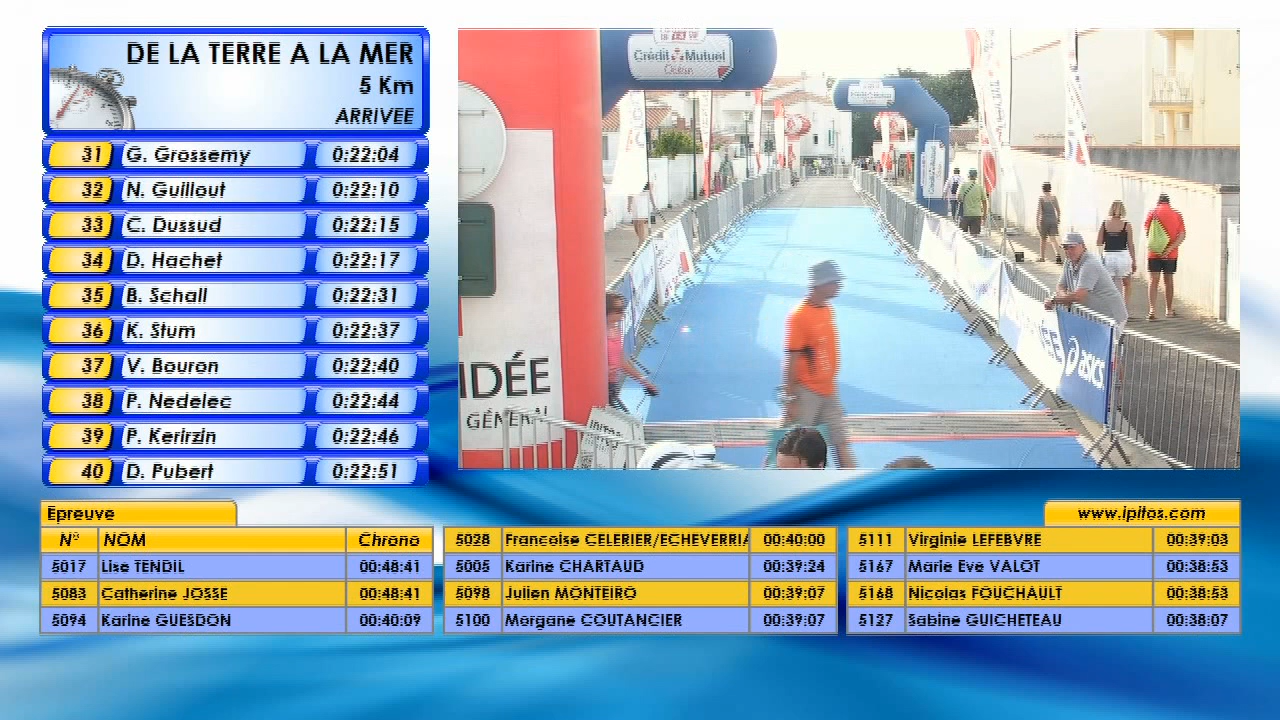 DE LA TERRE A LA MER
5 Km
ARRIVEE
31 G. Grossemy 0:22:04
32 N. Guillout 0:22:10
33 C. Dussud 0:22:15
34 D. Hachet 0:22:17
35 B. Schall 0:22:31
36 K. Stum 0:22:37
37 V. Bouron 0:22:40
38 P. Nedelec 0:22:44
39 P. Kerirzin 0:22:46
40 D. Pubert 0:22:51
Crédit Mutuel
Océan
IDÉE
GÉNÉRAL
asics
Epreuve
www.ipitos.com
N° NOM Chrono
5017 Lise TENDIL 00:48:41
5083 Catherine JOSSE 00:48:41
5094 Karine GUESDON 00:40:09
5028 Francoise CELERIER/ECHEVERRIA 00:40:00
5005 Karine CHARTAUD 00:39:24
5098 Julien MONTEIRO 00:39:07
5100 Morgane COUTANCIER 00:39:07
5111 Virginie LEFEBVRE 00:39:03
5167 Marie Eve VALOT 00:38:53
5168 Nicolas FOUCHAULT 00:38:53
5127 Sabine GUICHETEAU 00:38:07